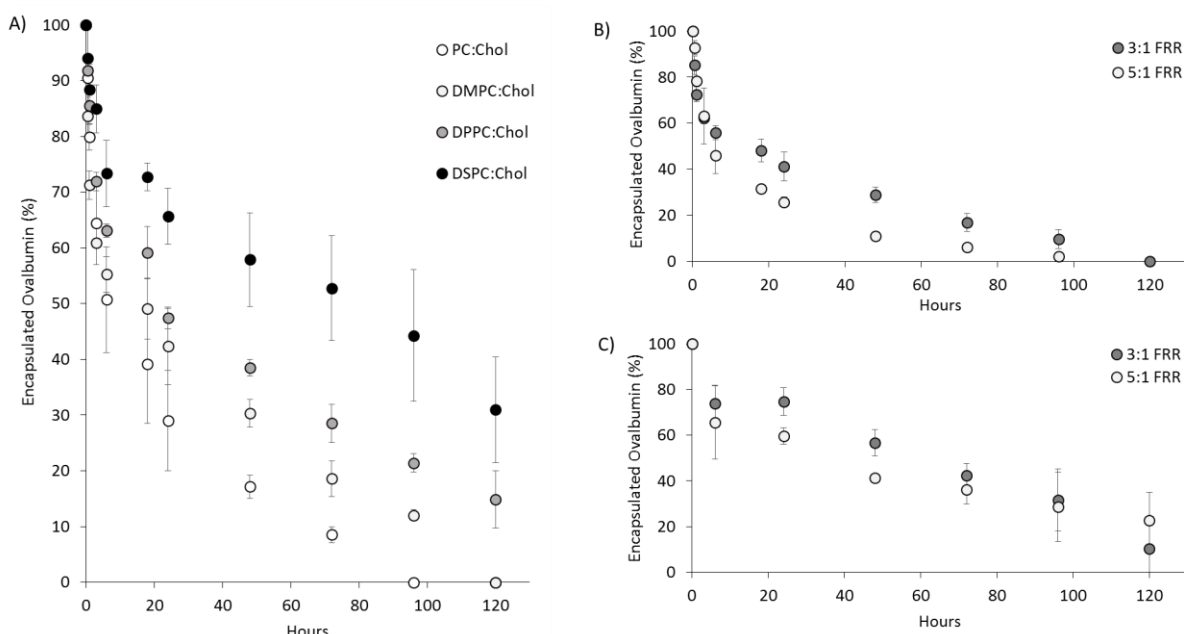 A)
100
90
80
70
60
50
40
30
20
10
0
Encapsulated Ovalbumin (%)
0 20 40 60 80 100 120
Hours
PC:Chol
DMPC:Chol
DPPC:Chol
DSPC:Chol
B)
100
80
60
40
20
0
Encapsulated Ovalbumin (%)
0 20 40 60 80 100 120
Hours
3:1 FRR
5:1 FRR
C)
100
80
60
40
20
0
Encapsulated Ovalbumin (%)
0 20 40 60 80 100 120
Hours
3:1 FRR
5:1 FRR